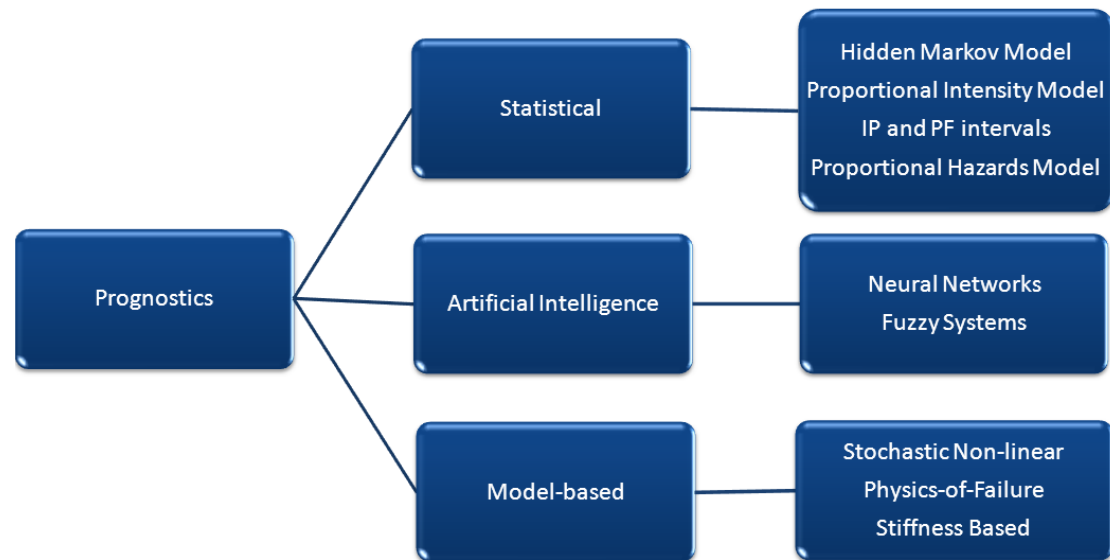 Prognostics
Statistical
Hidden Markov Model
Proportional Intensity Model
IP and PF intervals
Proportional Hazards Model
Artificial Intelligence
Neural Networks
Fuzzy Systems
Model-based
Stochastic Non-linear
Physics-of-Failure
Stiffness Based